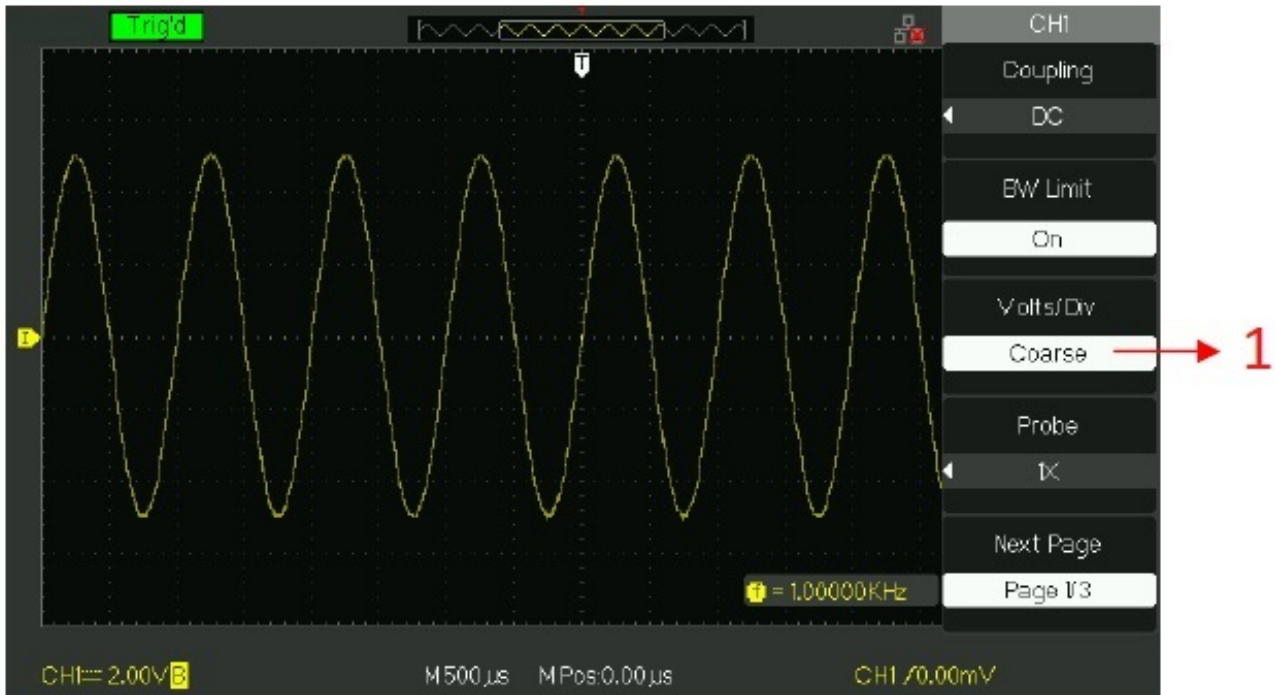 Trig'd
T
CH1
Coupling
DC
BW Limit
On
Volts/Div
Coarse
1
Probe
1X
Next Page
Page 1/3
f = 1.00000KHz
CH1 2.00V B
M 500μs M Pos:0.00μs
CH1 /0.00mV